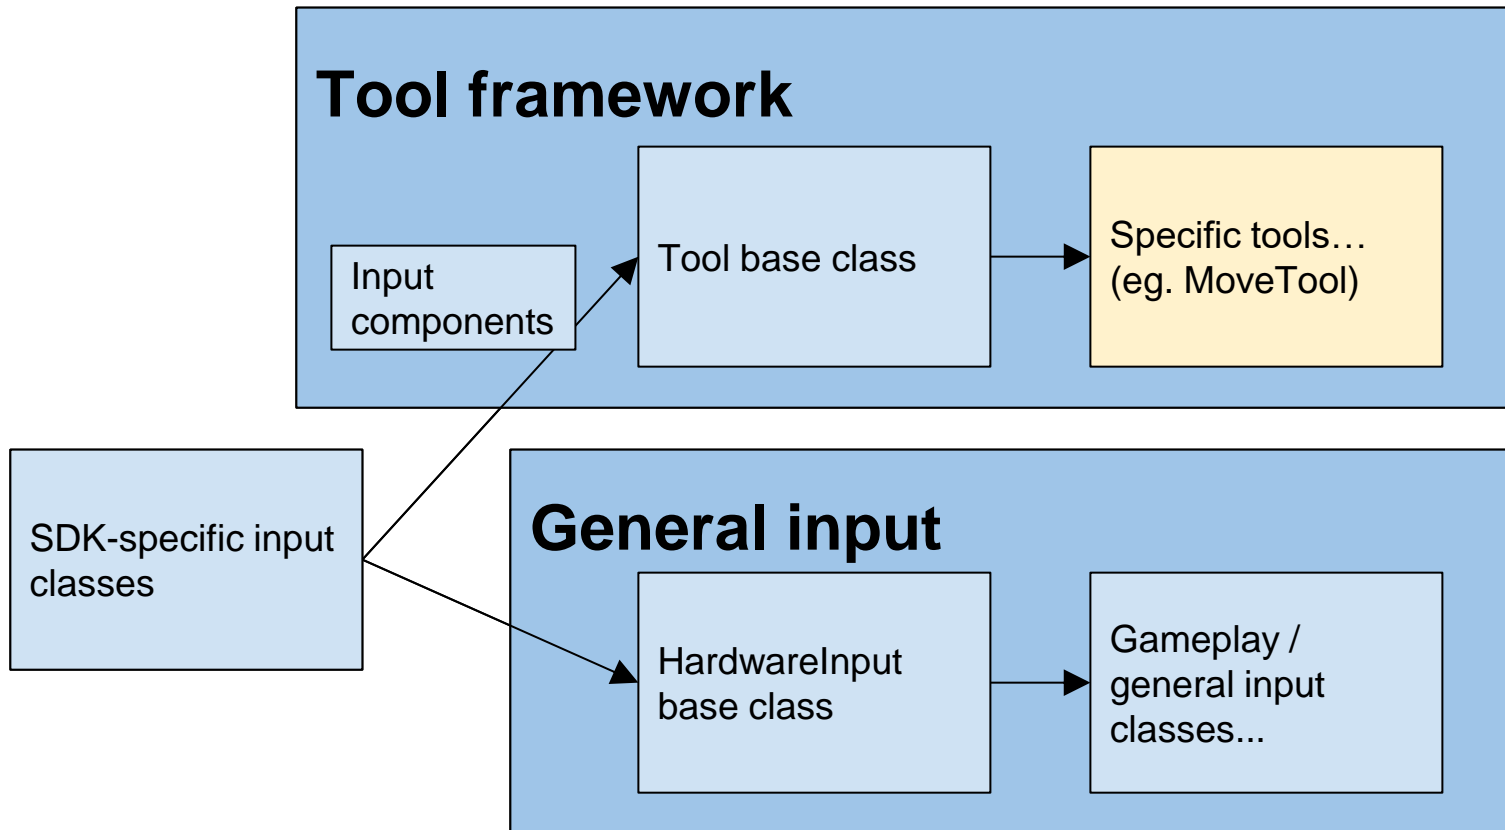 Tool framework
Input
components
Tool base class
Specific tools…
(eg. MoveTool)
SDK-specific input
classes
General input
HardwareInput
base class
Gameplay /
general input
classes...